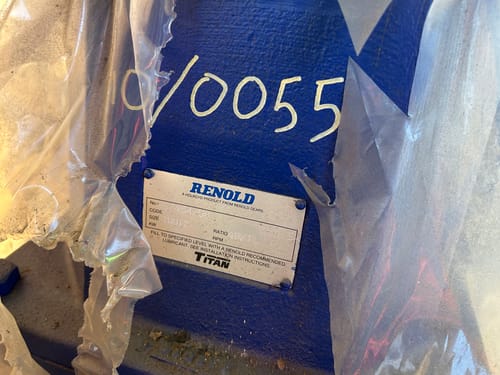 0/0055
RENOLD
A HOLROYD PRODUCT FROM RENOLD GEARS
No.
CODE
SIZE
RATIO
KW
RPM
FILL TO SPECIFIED LEVEL WITH A RENOLD RECOMMENDED
LUBRICANT. SEE INSTALLATION INSTRUCTIONS.
TITAN